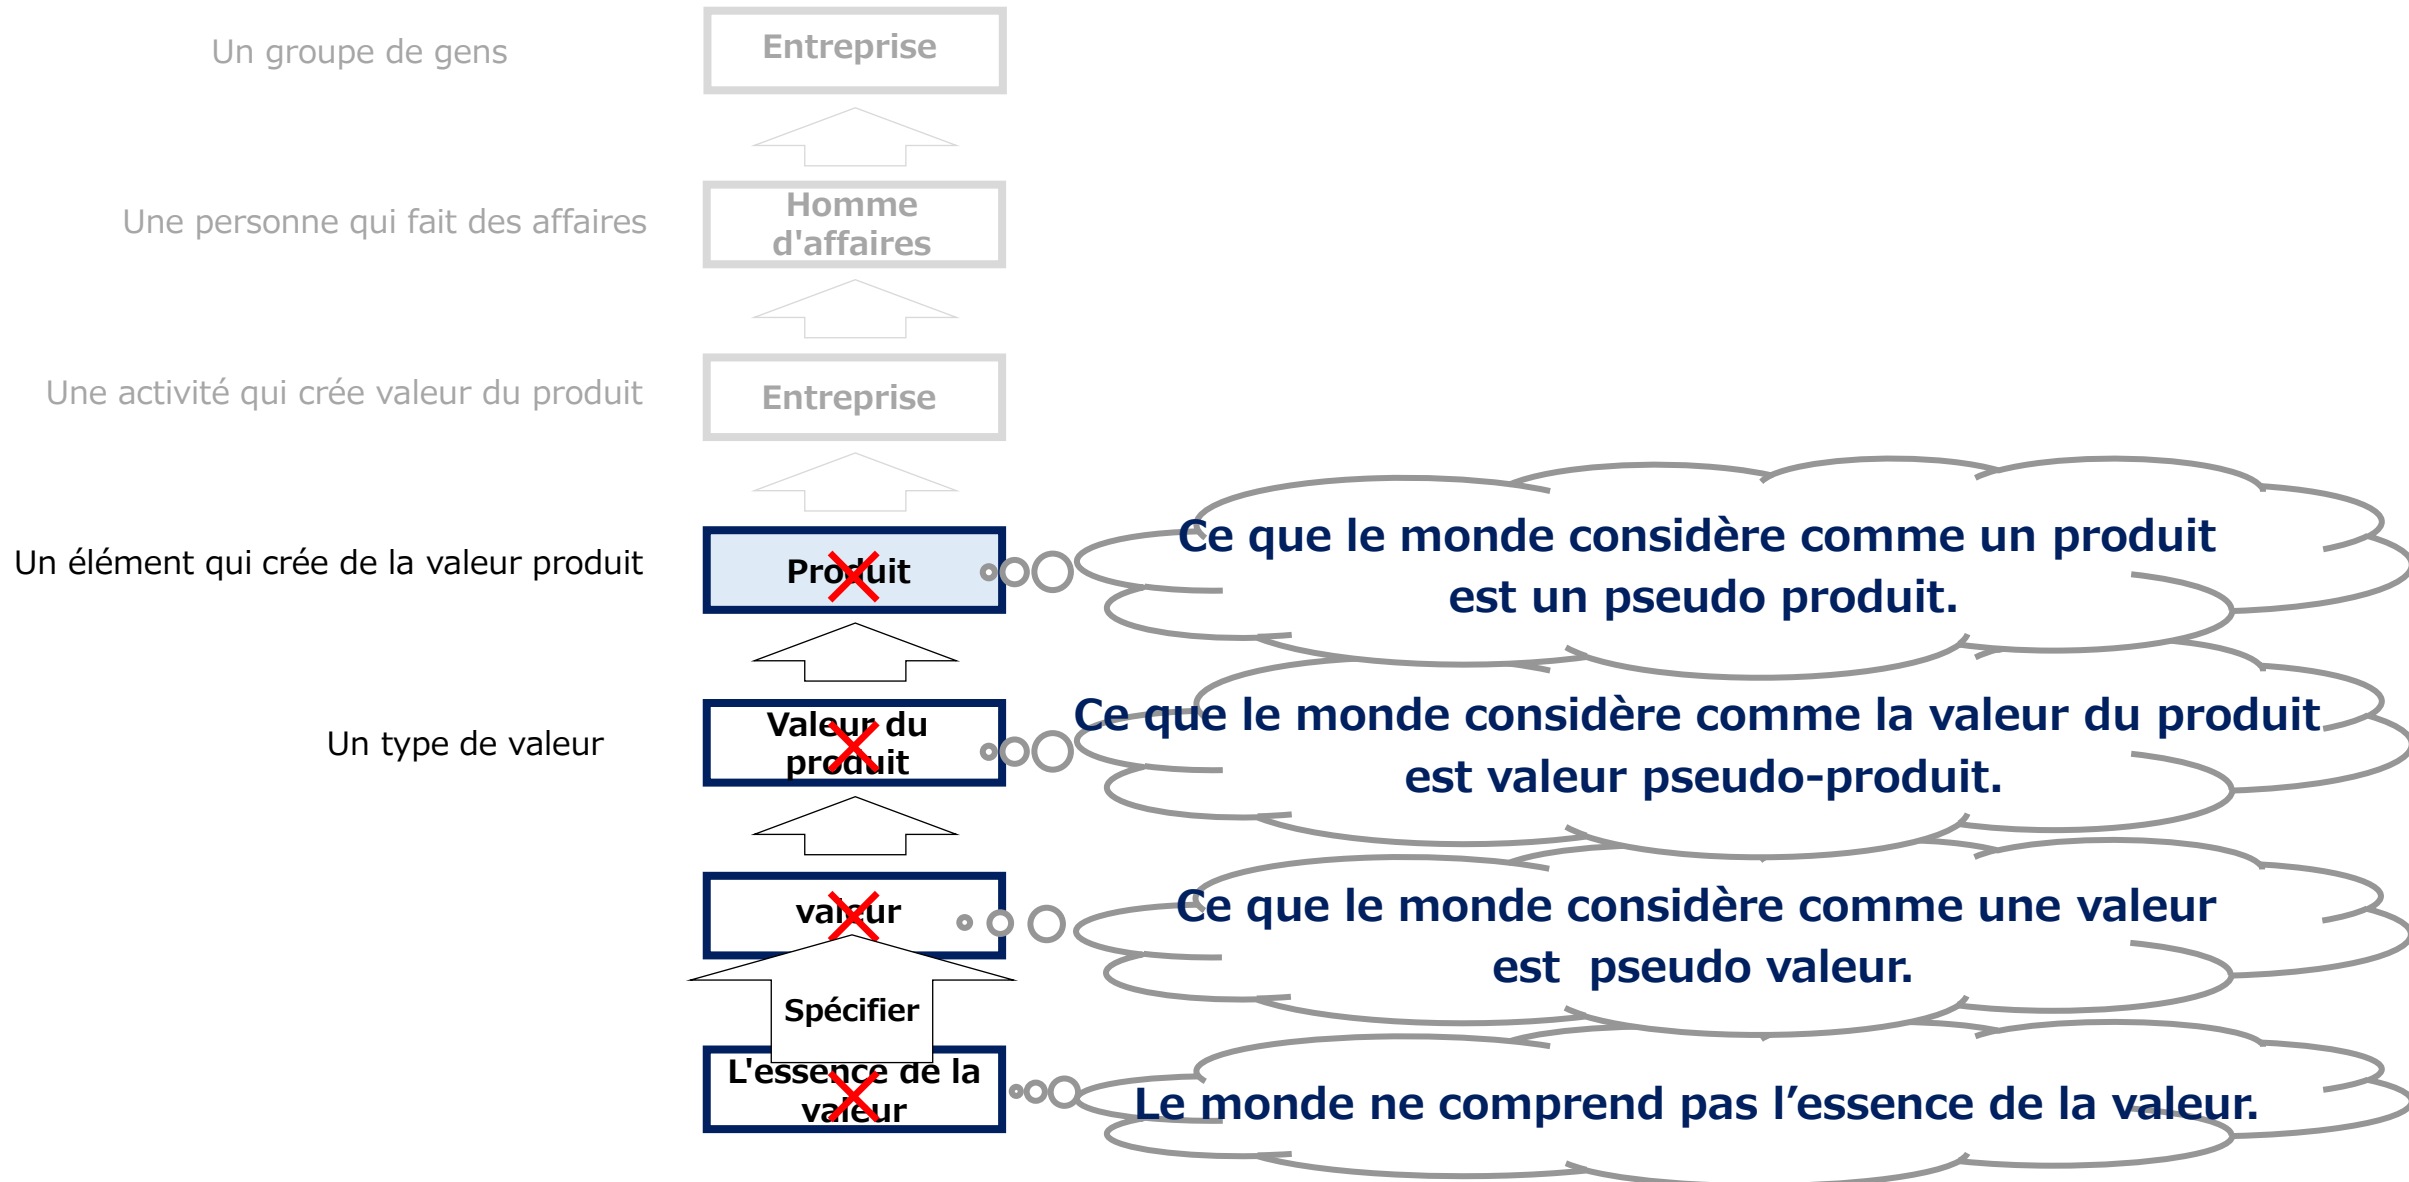 Un groupe de gens
Entreprise
Une personne qui fait des affaires
Homme
d'affaires
Une activité qui crée valeur du produit
Entreprise
Un élément qui crée de la valeur produit
Produit
Ce que le monde considère comme un produit
est un pseudo produit.
Un type de valeur
Valeur du
produit
Ce que le monde considère comme la valeur du produit
est valeur pseudo-produit.
valeur
Ce que le monde considère comme une valeur
est pseudo valeur.
Spécifier
L'essence de la
valeur
Le monde ne comprend pas l’essence de la valeur.